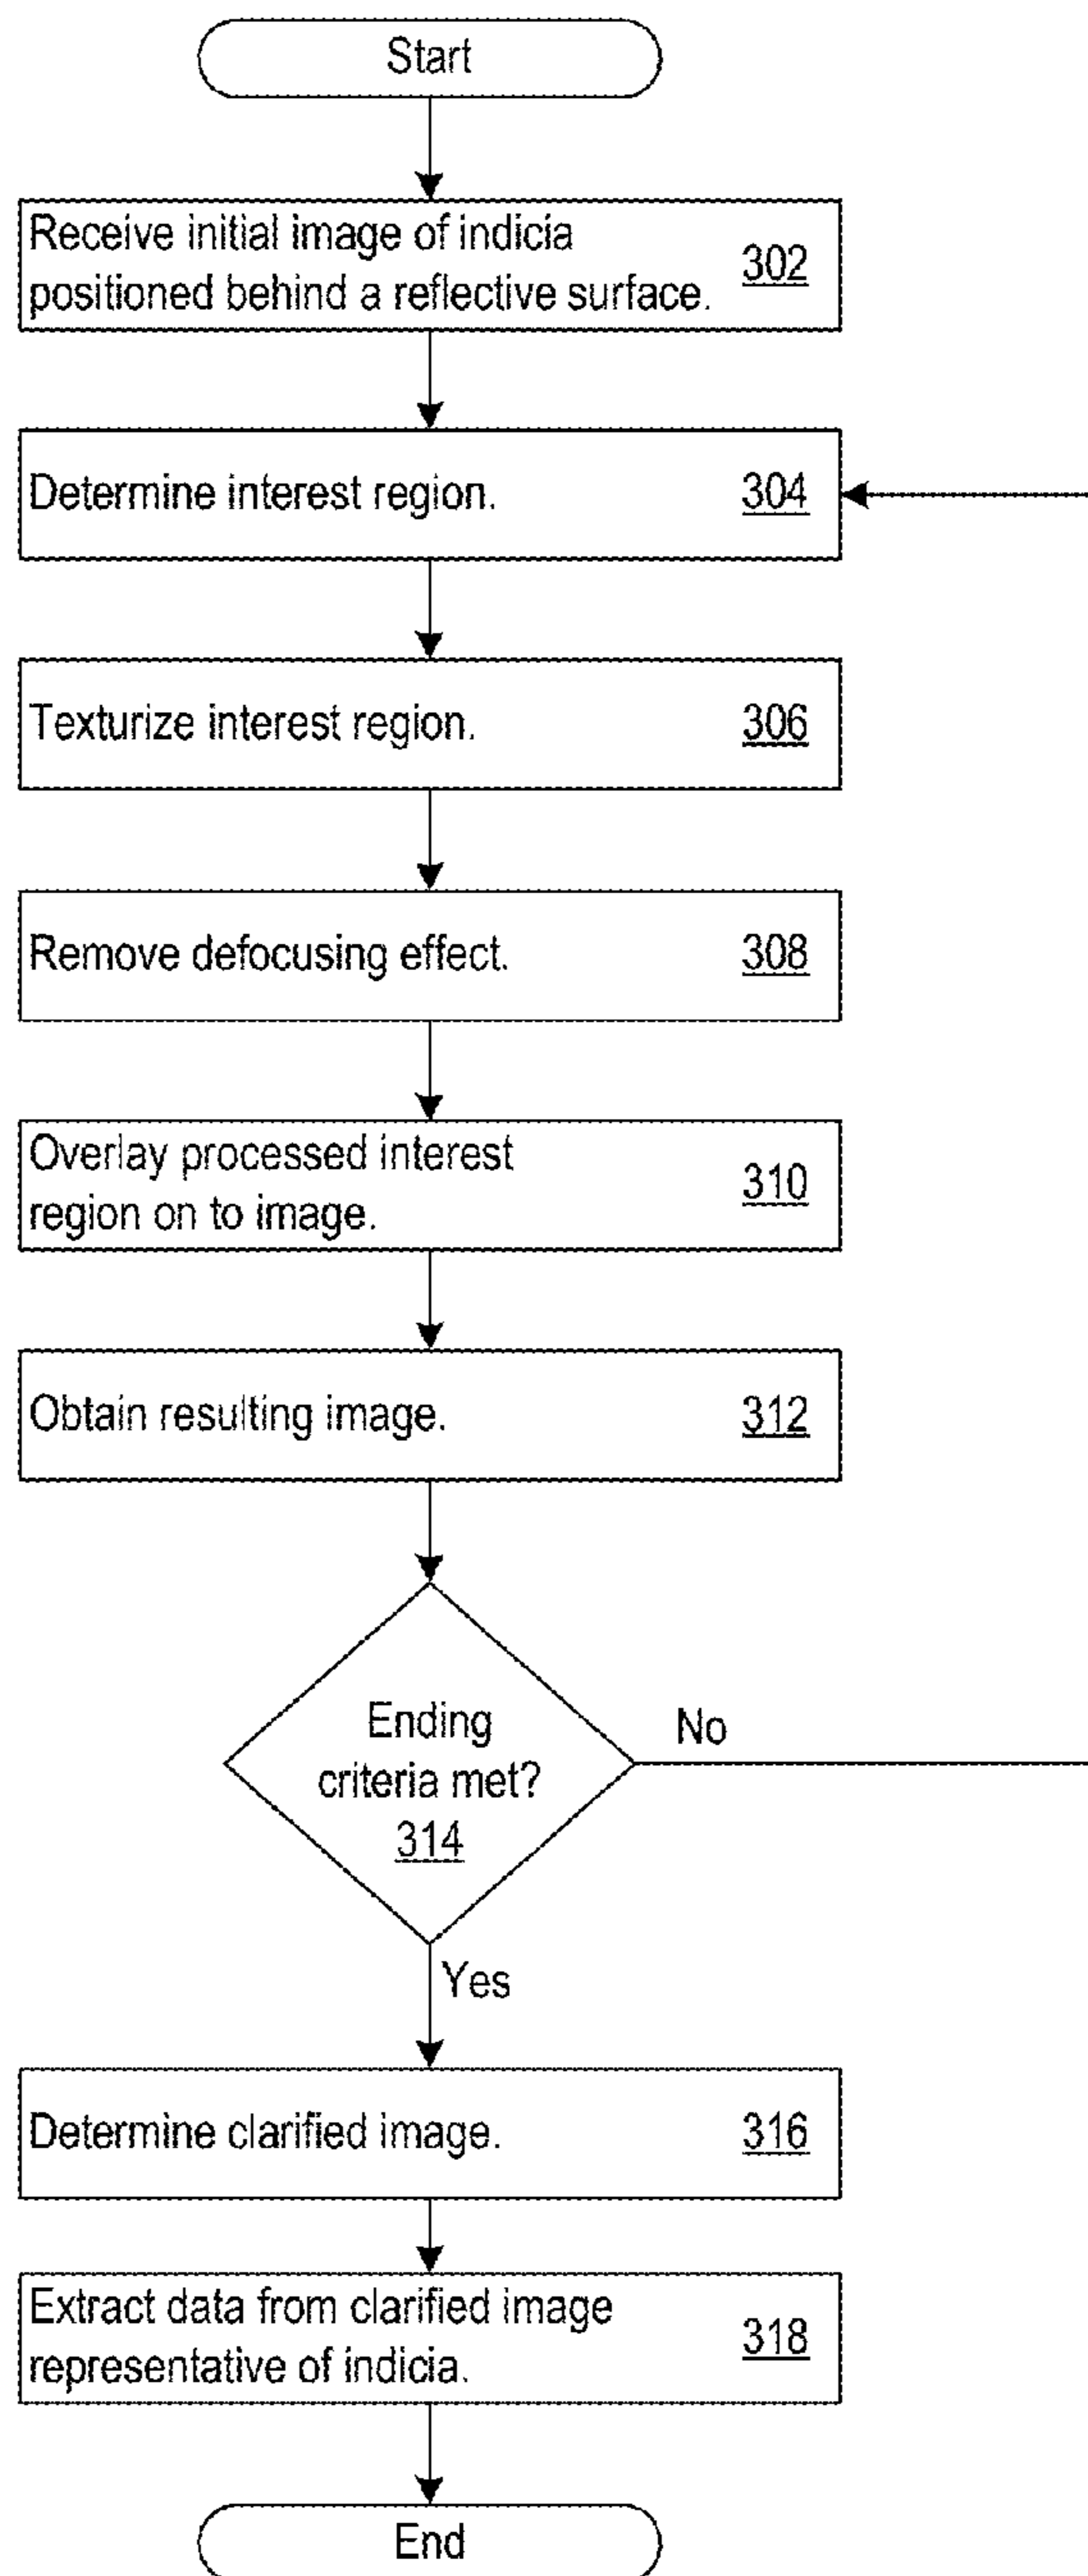 Start
Receive initial image of indicia
positioned behind a reflective surface.
302
Determine interest region.
304
Texturize interest region.
306
Remove defocusing effect.
308
Overlay processed interest
region on to image.
310
Obtain resulting image.
312
Ending
criteria met?
314
No
Yes
Determine clarified image.
316
Extract data from clarified image
representative of indicia.
318
End